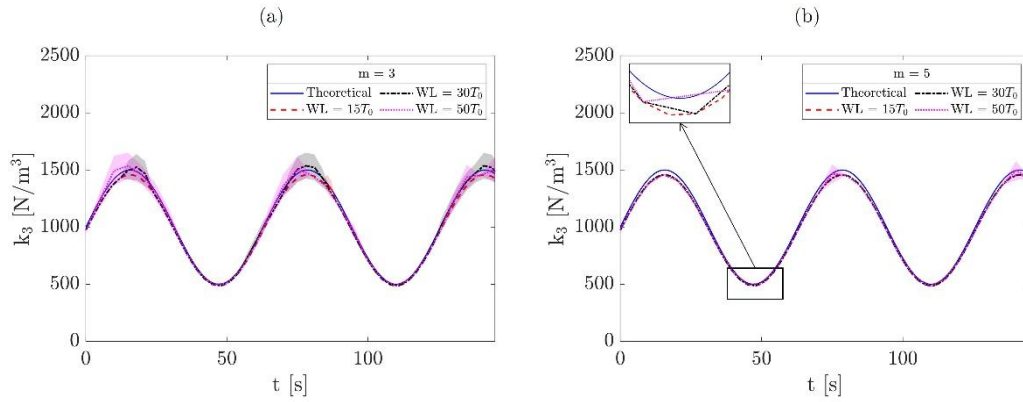 (a)
m = 3
Theoretical
WL = 30T₀
WL = 15T₀
WL = 50T₀
2500
2000
1500
1000
500
0
k₃ [N/m³]
0
50
100
t [s]
(b)
m = 5
Theoretical
WL = 30T₀
WL = 15T₀
WL = 50T₀
2500
2000
1500
1000
500
0
k₃ [N/m³]
0
50
100
t [s]